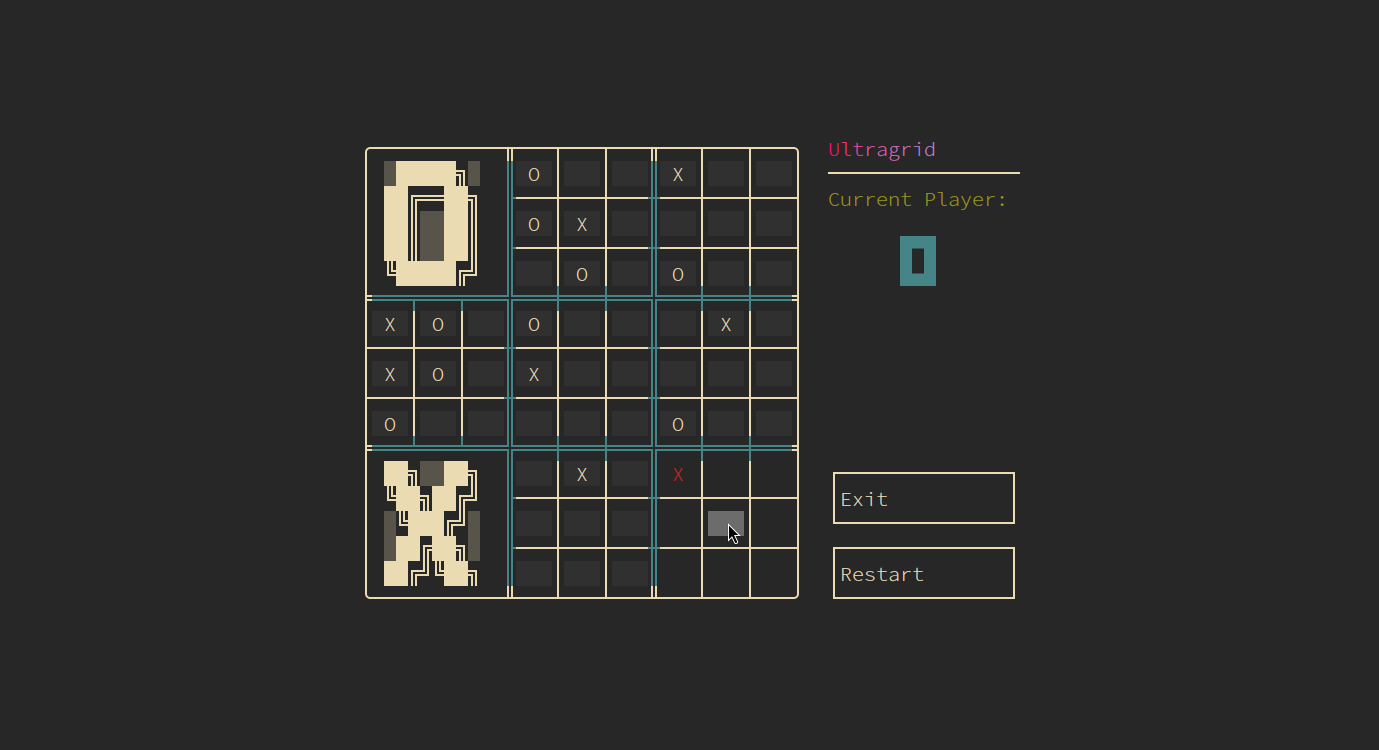 Ultragrid
O X
Current Player:
O X
O
O O
X O O X
X O X
O O
X X
Exit
Restart
O
X